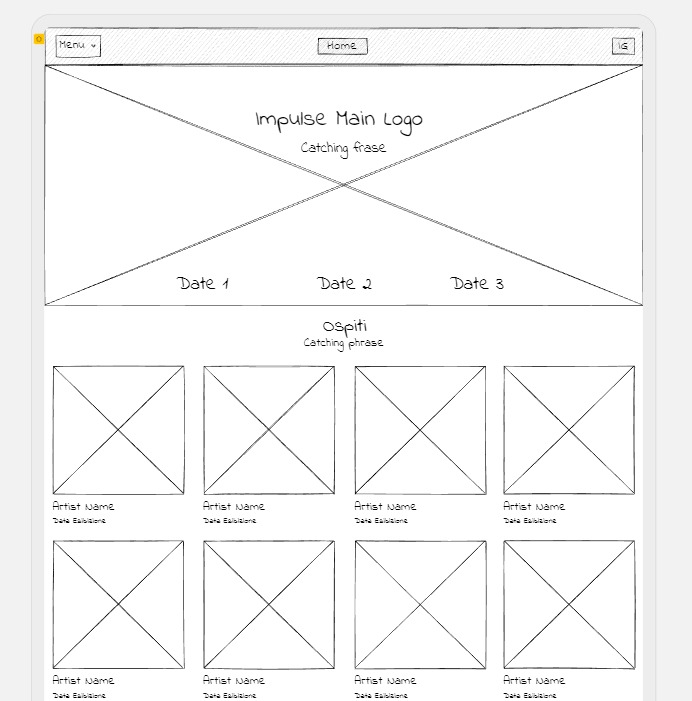 Menu
Home
IG
Impulse Main Logo
Catching frase
Date 1
Date 2
Date 3
Ospiti
Catching phrase
Artist Name
Artist Name
Artist Name
Artist Name
Data Esibizione
Data Esibizione
Data Esibizione
Data Esibizione
Artist Name
Artist Name
Artist Name
Artist Name
Data Esibizione
Data Esibizione
Data Esibizione
Data Esibizione